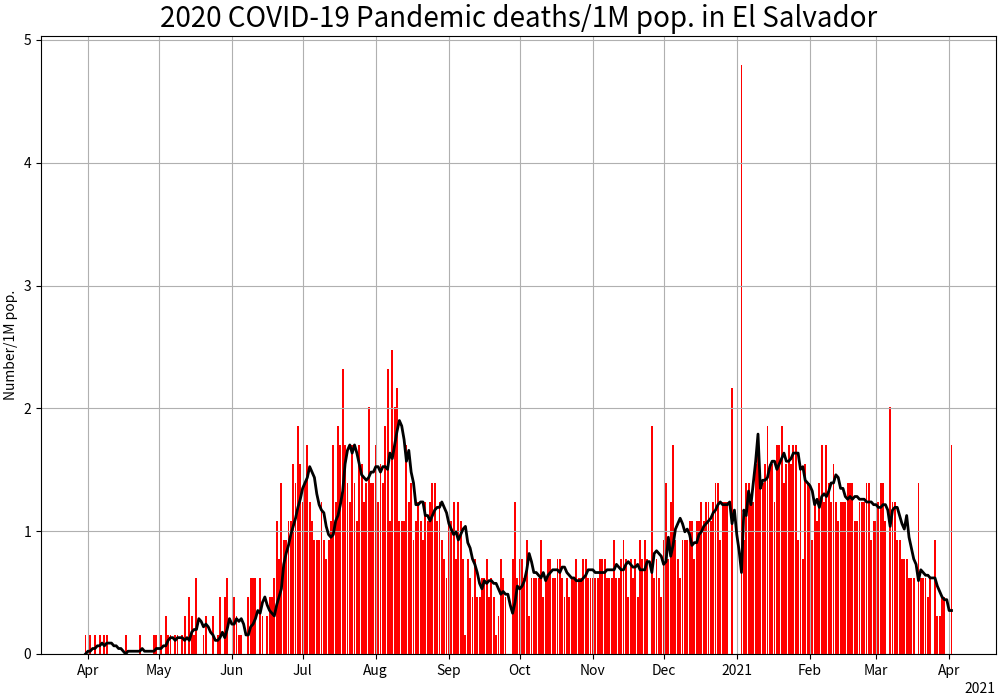 2020 COVID-19 Pandemic deaths/1M pop. in El Salvador
Number/1M pop.
5
4
3
2
1
0
Apr May Jun Jul Aug Sep Oct Nov Dec 2021 Feb Mar Apr
2021